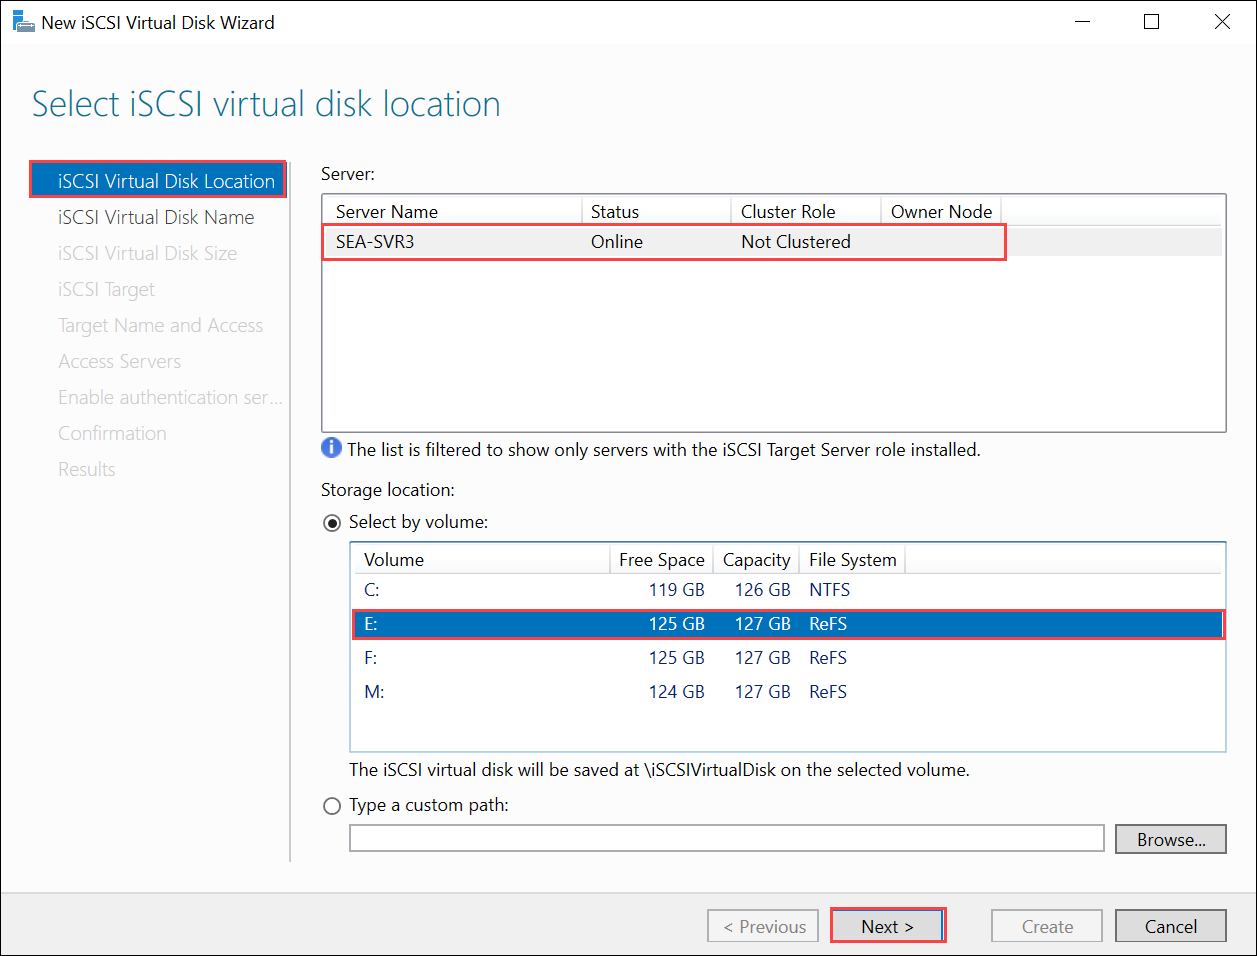 New iSCSI Virtual Disk Wizard
Select iSCSI virtual disk location
iSCSI Virtual Disk Location
iSCSI Virtual Disk Name
iSCSI Virtual Disk Size
iSCSI Target
Target Name and Access
Access Servers
Enable authentication ser...
Confirmation
Results
Server:
Server Name Status Cluster Role Owner Node
SEA-SVR3 Online Not Clustered
The list is filtered to show only servers with the iSCSI Target Server role installed.
Storage location:
Select by volume:
Volume Free Space Capacity File System
C: 119 GB 126 GB NTFS
E: 125 GB 127 GB ReFS
F: 125 GB 127 GB ReFS
M: 124 GB 127 GB ReFS
The iSCSI virtual disk will be saved at \iSCSIVirtualDisk on the selected volume.
Type a custom path:
Browse...
< Previous Next > Create Cancel